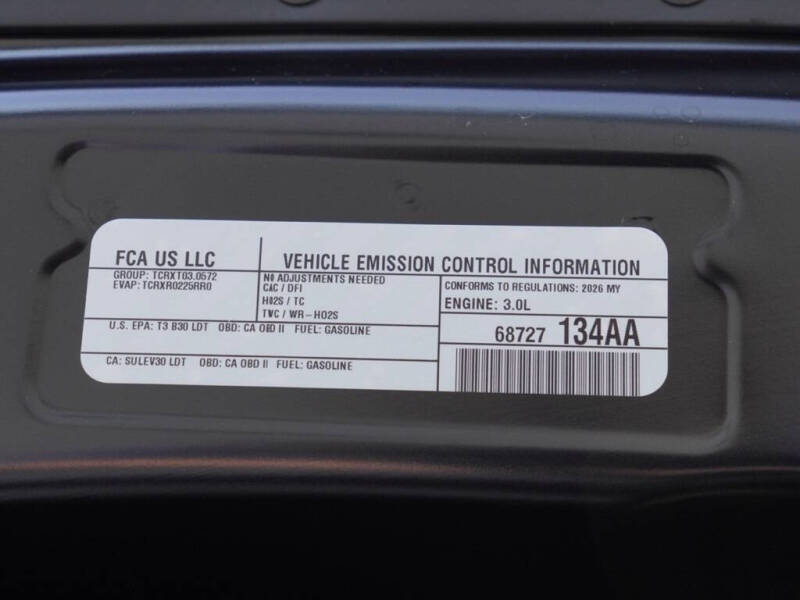 FCA US LLC
GROUP: TCRXT03.0572
EVAP: TCRXR0225RR0
VEHICLE EMISSION CONTROL INFORMATION
NO ADJUSTMENTS NEEDED
CAC / DFI
H02S / TC
TWC / WR-HO2S
CONFORMS TO REGULATIONS: 2026 MY
ENGINE: 3.0L
U.S. EPA: T3 B30 LDT OBD: CA OBD II FUEL: GASOLINE
CA: SULEV30 LDT OBD: CA OBD II FUEL: GASOLINE
68727 134AA